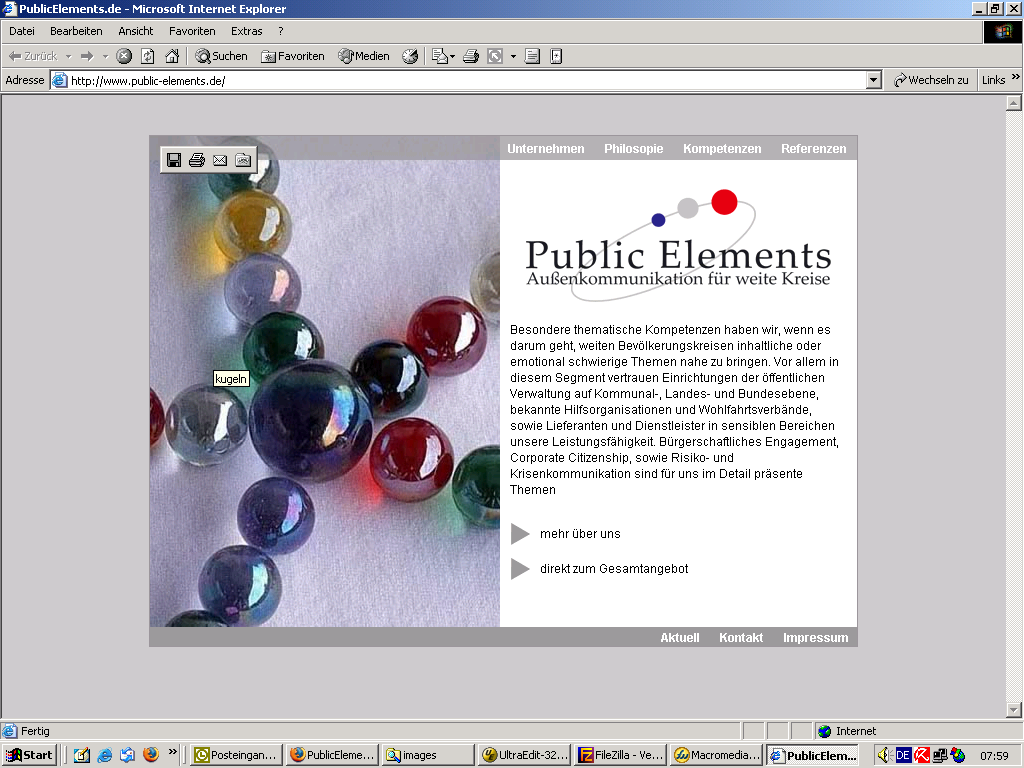 PublicElements.de - Microsoft Internet Explorer
Datei Bearbeiten Ansicht Favoriten Extras ?
Zurück Suchen Favoriten Medien
Adresse http://www.public-elements.de/ Wechseln zu Links »
Unternehmen Philosopie Kompetenzen Referenzen
Public Elements
Außenkommunikation für weite Kreise
Besondere thematische Kompetenzen haben wir, wenn es
darum geht, weiten Bevölkerungskreisen inhaltliche oder
emotional schwierige Themen nahe zu bringen. Vor allem in
diesem Segment vertrauen Einrichtungen der öffentlichen
kugeln
Verwaltung auf Kommunal-, Landes- und Bundesebene,
bekannte Hilfsorganisationen und Wohlfahrtsverbände,
sowie Lieferanten und Dienstleister in sensiblen Bereichen
unsere Leistungsfähigkeit. Bürgerschaftliches Engagement,
Corporate Citizenship, sowie Risiko- und
Krisenkommunikation sind für uns im Detail präsente
Themen
mehr über uns
direkt zum Gesamtangebot
Aktuell Kontakt Impressum
Fertig Internet
Start » Posteingan... PublicEleme... images UltraEdit-32... FileZilla - Ve... Macromedia... PublicElem... DE 07:59